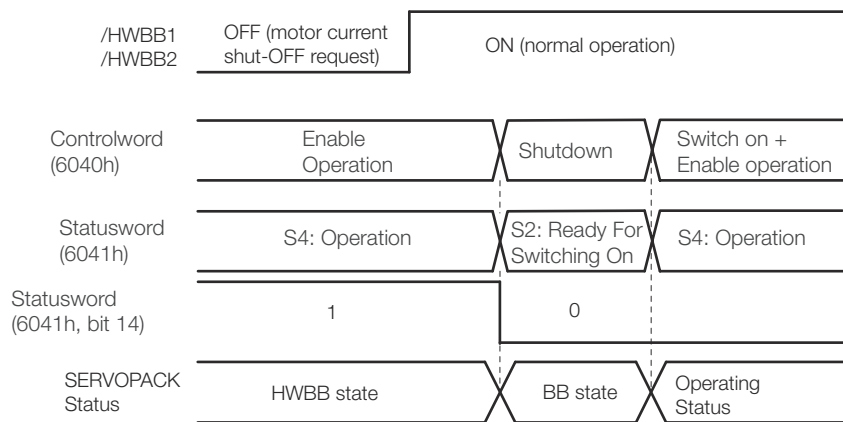 /HWBB1
/HWBB2
OFF (motor current
shut-OFF request)
ON (normal operation)
Controlword
(6040h)
Enable
Operation
Shutdown
Switch on +
Enable operation
Statusword
(6041h)
S4: Operation
S2: Ready For
Switching On
S4: Operation
Statusword
(6041h, bit 14)
1
0
SERVOPACK
Status
HWBB state
BB state
Operating
Status